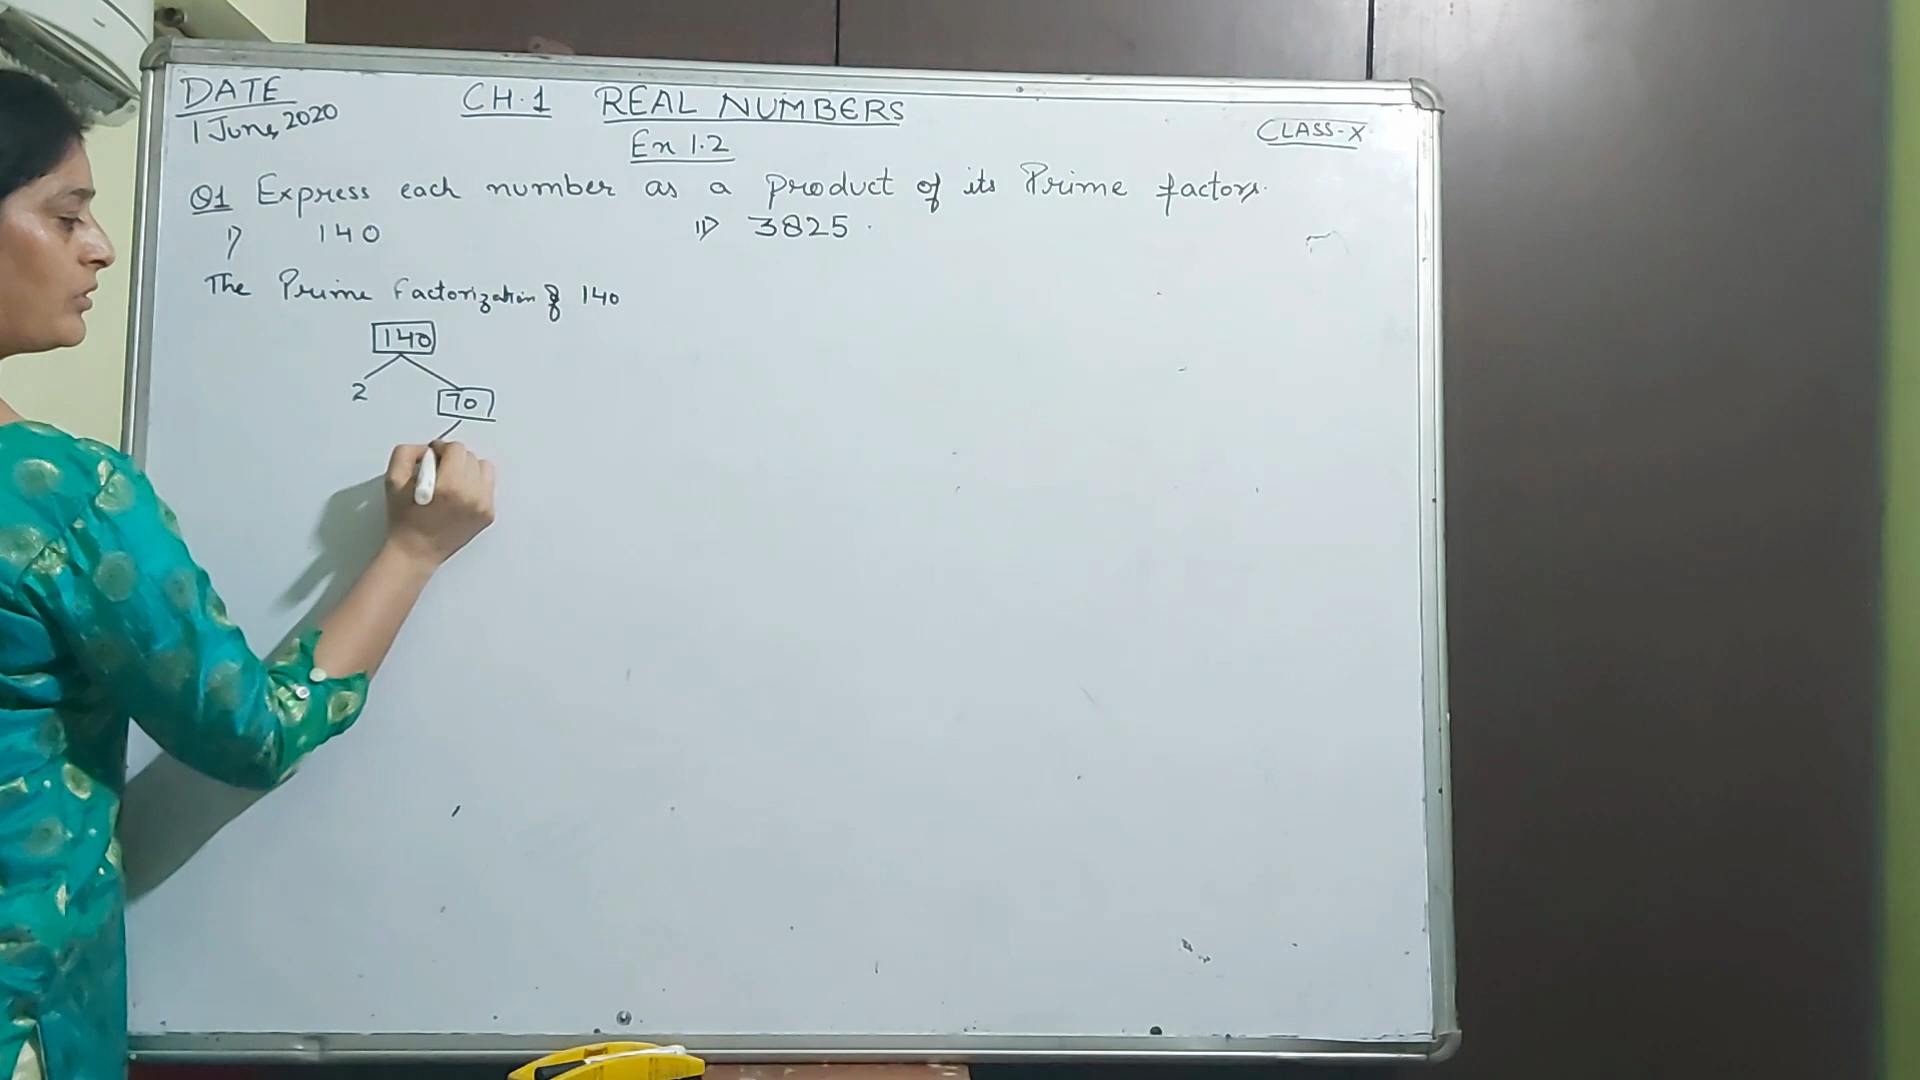 DATE
1 June, 2020
CH.1 REAL NUMBERS
Ex 1.2
CLASS-X
Q1 Express each number as a product of its Prime factors.
i) 140 ii) 3825.
The Prime Factorization of 140
140
2 70